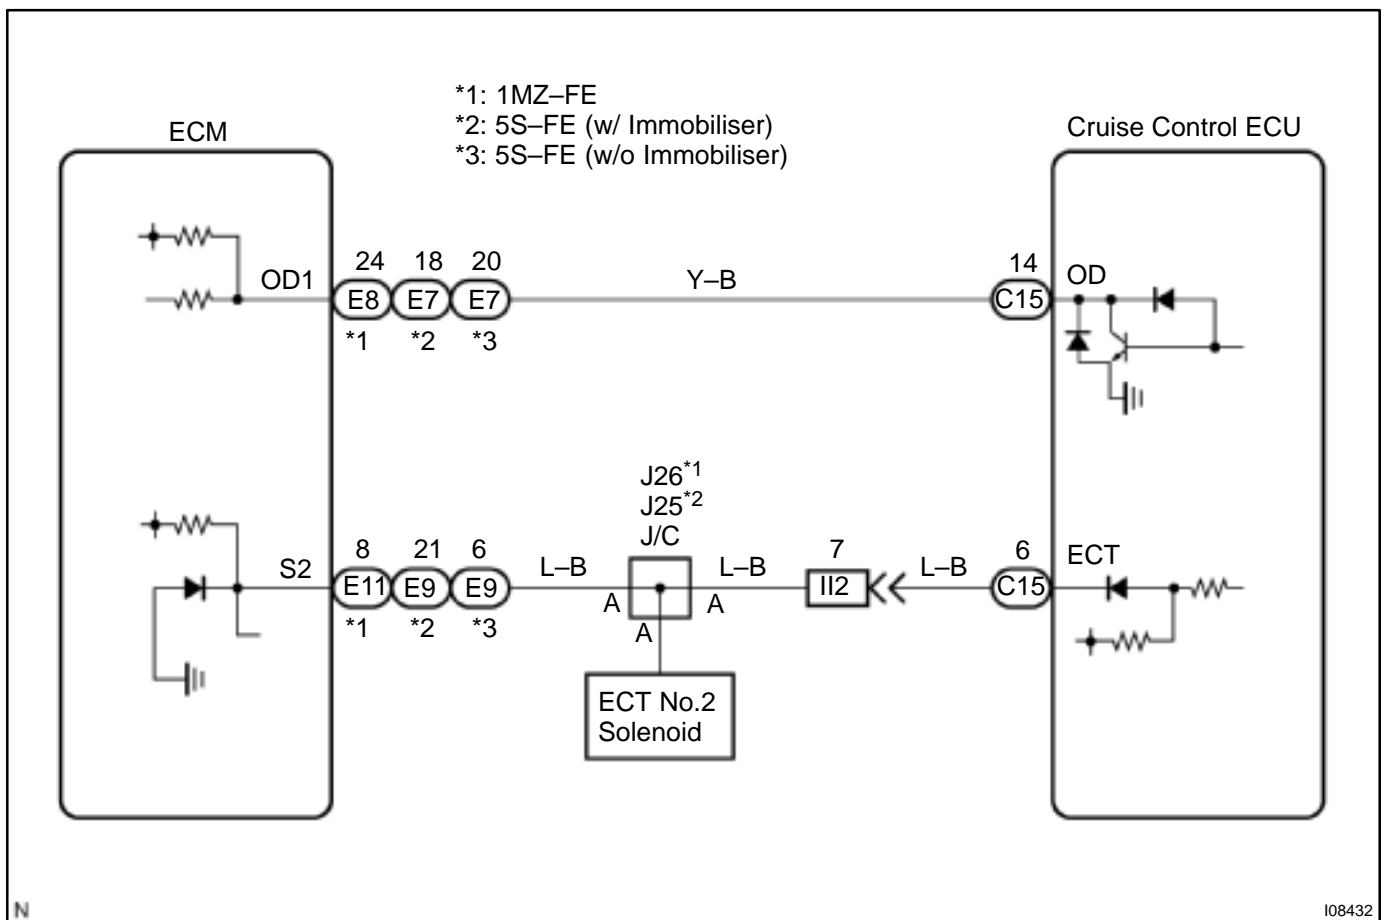 *1: 1MZ–FE
*2: 5S–FE (w/ Immobiliser)
*3: 5S–FE (w/o Immobiliser)
ECM
Cruise Control ECU
24 18 20
14
OD1
E8 E7 E7
Y–B
C15
OD
*1 *2 *3
J26*1
J25*2
J/C
8 21 6
7
6
S2
E11 E9 E9
L–B
L–B
II2
L–B
C15
ECT
A
A
*1 *2 *3
A
ECT No.2
Solenoid
N
I08432